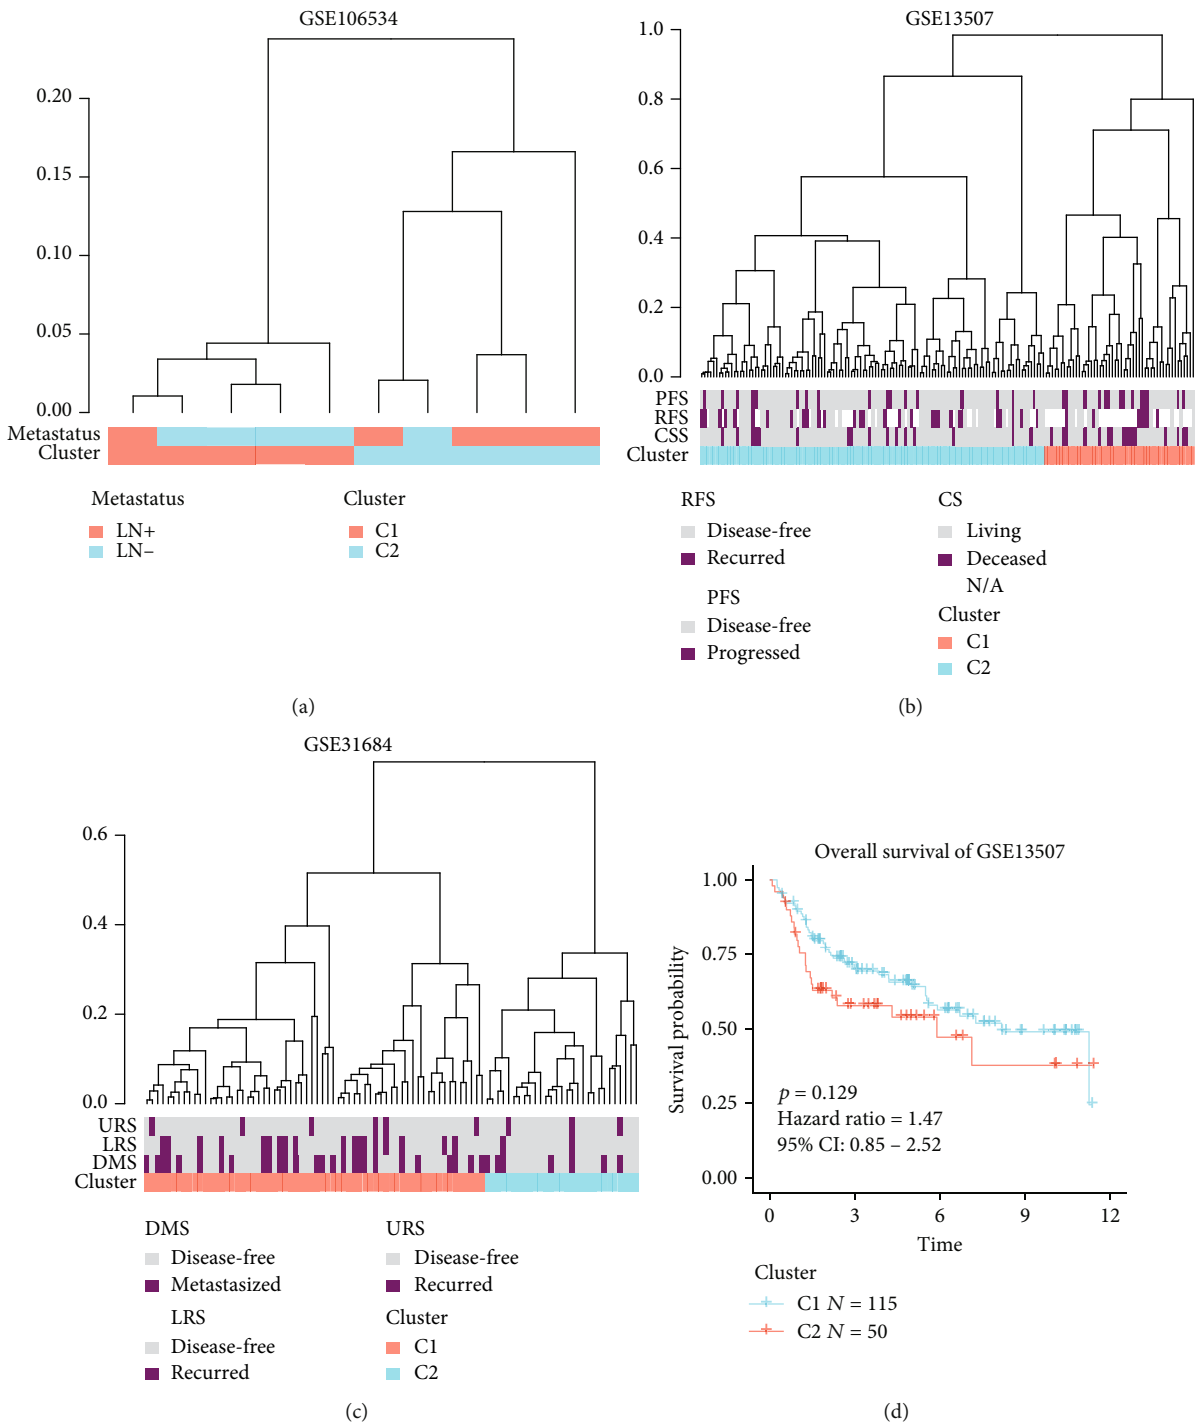 GSE106534
0.20
0.15
0.10
0.05
0.00
Metastatus
Cluster
Metastatus
LN+
LN–
Cluster
C1
C2
(a)
GSE13507
1.0
0.8
0.6
0.4
0.2
0.0
PFS
RFS
CSS
Cluster
RFS
Disease-free
Recurred
PFS
Disease-free
Progressed
CS
Living
Deceased
N/A
Cluster
C1
C2
(b)
GSE31684
0.6
0.4
0.2
0.0
URS
LRS
DMS
Cluster
DMS
Disease-free
Metastasized
LRS
Disease-free
Recurred
URS
Disease-free
Recurred
Cluster
C1
C2
(c)
Overall survival of GSE13507
Survival probability
1.00
0.75
0.50
0.25
0.00
p = 0.129
Hazard ratio = 1.47
95% CI: 0.85 – 2.52
0 3 6 9 12
Time
Cluster
C1 N = 115
C2 N = 50
(d)